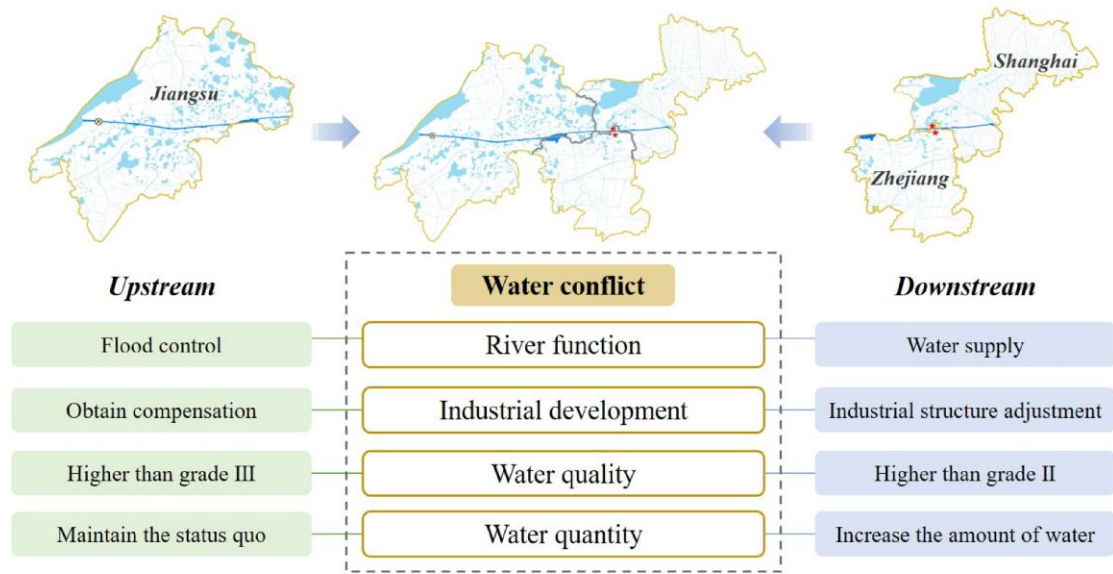 Jiangsu
Shanghai
Zhejiang
Upstream
Water conflict
Downstream
Flood control
River function
Water supply
Obtain compensation
Industrial development
Industrial structure adjustment
Higher than grade III
Water quality
Higher than grade II
Maintain the status quo
Water quantity
Increase the amount of water